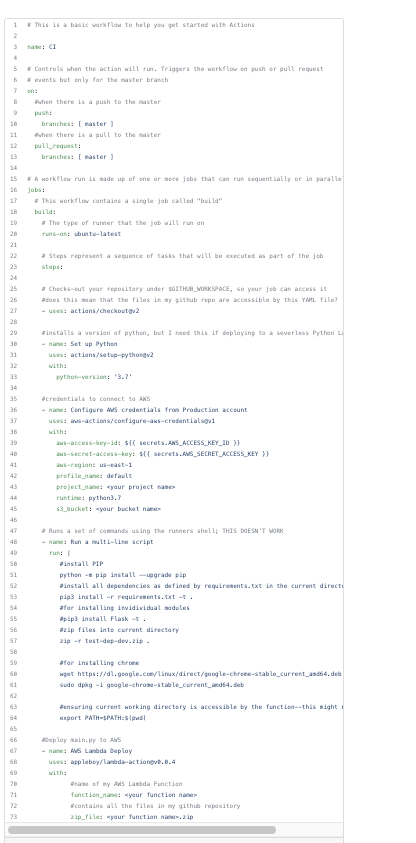 1 # This is a basic workflow to help you get started with Actions
2
3 name: CI
4
5 # Controls when the action will run. Triggers the workflow on push or pull request
6 # events but only for the master branch
7 on:
8 #when there is a push to the master
9 push:
10 branches: [ master ]
11 #when there is a pull to the master
12 pull_request:
13 branches: [ master ]
14
15 # A workflow run is made up of one or more jobs that can run sequentially or in paralle
16 jobs:
17 # This workflow contains a single job called "build"
18 build:
19 # The type of runner that the job will run on
20 runs-on: ubuntu-latest
21
22 # Steps represent a sequence of tasks that will be executed as part of the job
23 steps:
24
25 # Checks-out your repository under $GITHUB_WORKSPACE, so your job can access it
26 #does this mean that the files in my github repo are accessible by this YAML file?
27 - uses: actions/checkout@v2
28
29 #installs a version of python, but I need this if deploying to a severless Python La
30 - name: Set up Python
31 uses: actions/setup-python@v2
32 with:
33 python-version: '3.7'
34
35 #credentials to connect to AWS
36 - name: Configure AWS credentials from Production account
37 uses: aws-actions/configure-aws-credentials@v1
38 with:
39 aws-access-key-id: ${{ secrets.AWS_ACCESS_KEY_ID }}
40 aws-secret-access-key: ${{ secrets.AWS_SECRET_ACCESS_KEY }}
41 aws-region: us-east-1
42 profile_name: default
43 project_name: <your project name>
44 runtime: python3.7
45 s3_bucket: <your bucket name>
46
47 # Runs a set of commands using the runners shell; THIS DOESN'T WORK
48 - name: Run a multi-line script
49 run: |
50 #install PIP
51 python -m pip install --upgrade pip
52 #install all dependencies as defined by requirements.txt in the current directo
53 pip3 install -r requirements.txt -t .
54 #for installing invidividual modules
55 #pip3 install Flask -t .
56 #zip files into current directory
57 zip -r test-dep-dev.zip .
58
59 #for installing chrome
60 wget https://dl.google.com/linux/direct/google-chrome-stable_current_amd64.deb
61 sudo dpkg -i google-chrome-stable_current_amd64.deb
62
63 #ensuring current working directory is accessible by the function--this might
64 export PATH=$PATH:$(pwd)
65
66 #Deploy main.py to AWS
67 - name: AWS Lambda Deploy
68 uses: appleboy/lambda-action@v0.0.4
69 with:
70 #name of my AWS Lambda Function
71 function_name: <your function name>
72 #contains all the files in my github repository
73 zip_file: <your function name>.zip